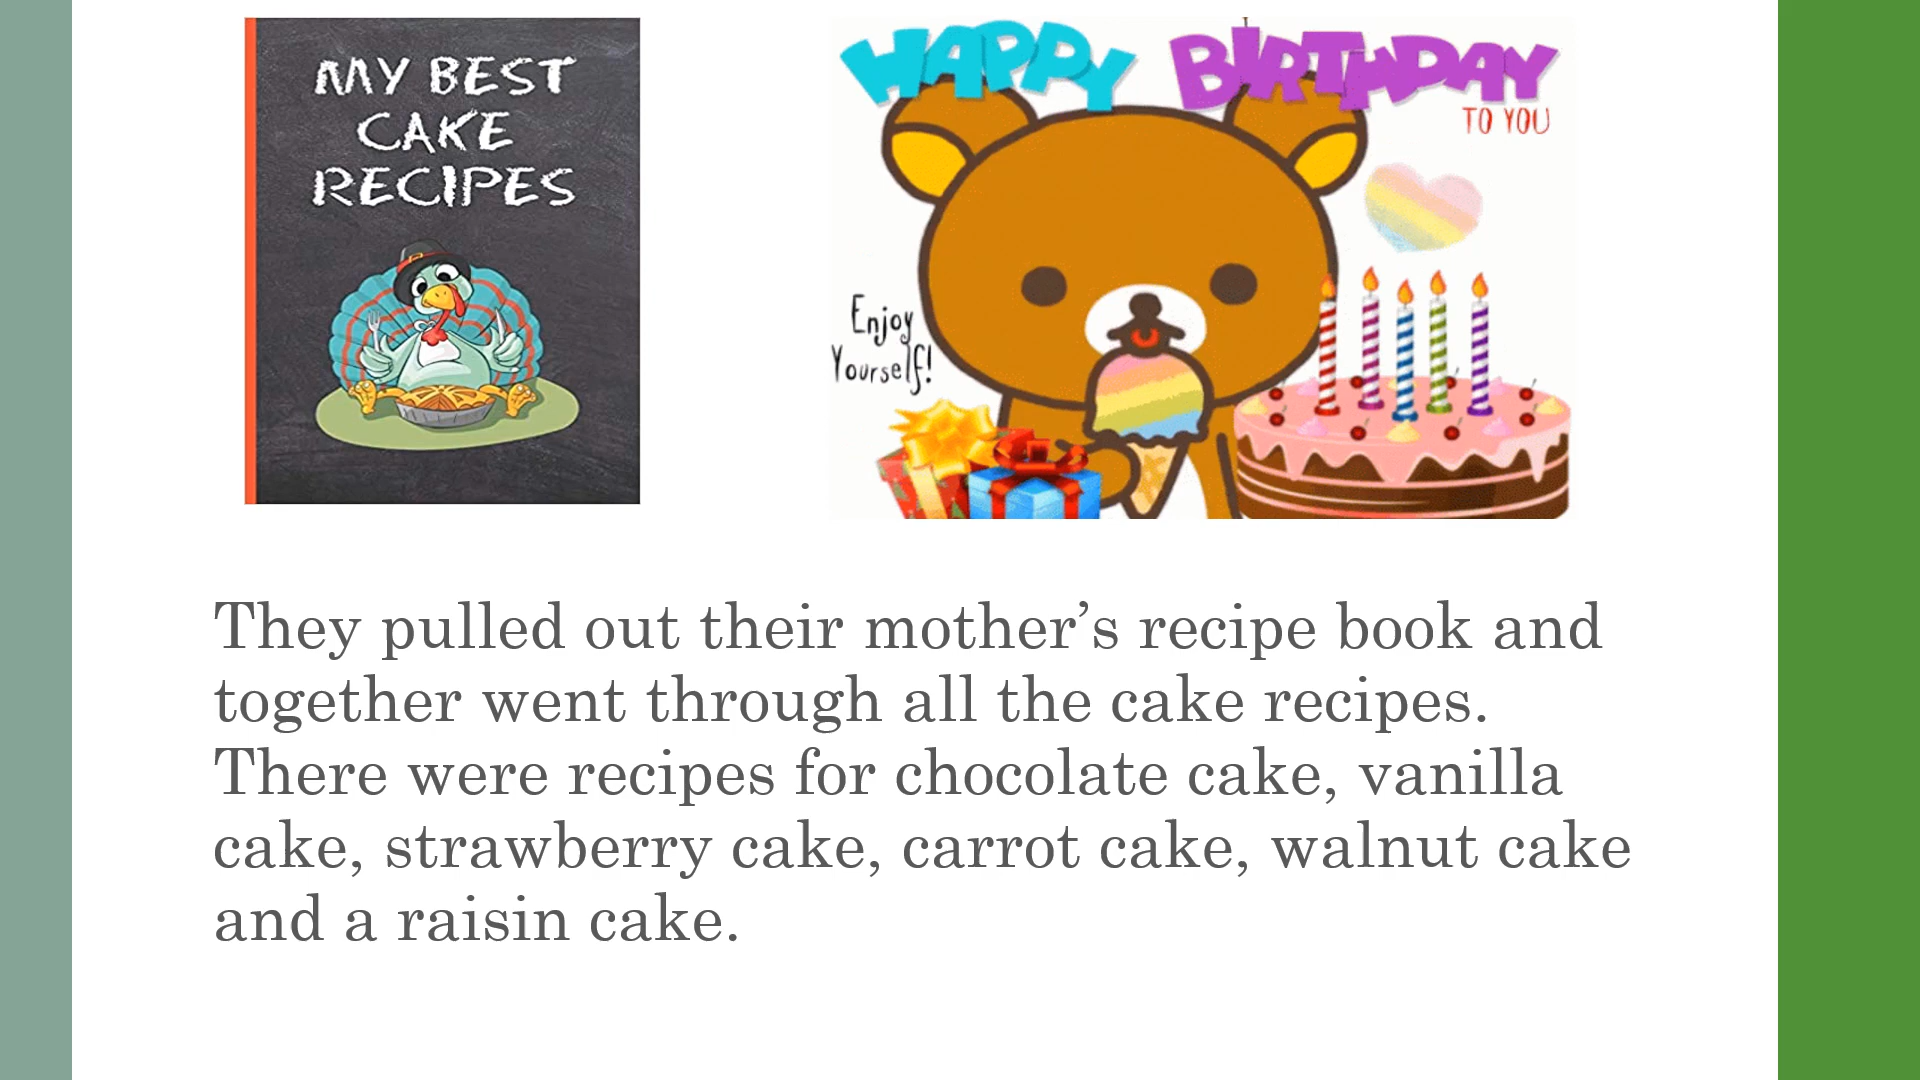 MY BEST
CAKE
RECIPES
HAPPY BIRTHDAY
TO YOU
Enjoy
Yourself!
They pulled out their mother’s recipe book and
together went through all the cake recipes.
There were recipes for chocolate cake, vanilla
cake, strawberry cake, carrot cake, walnut cake
and a raisin cake.